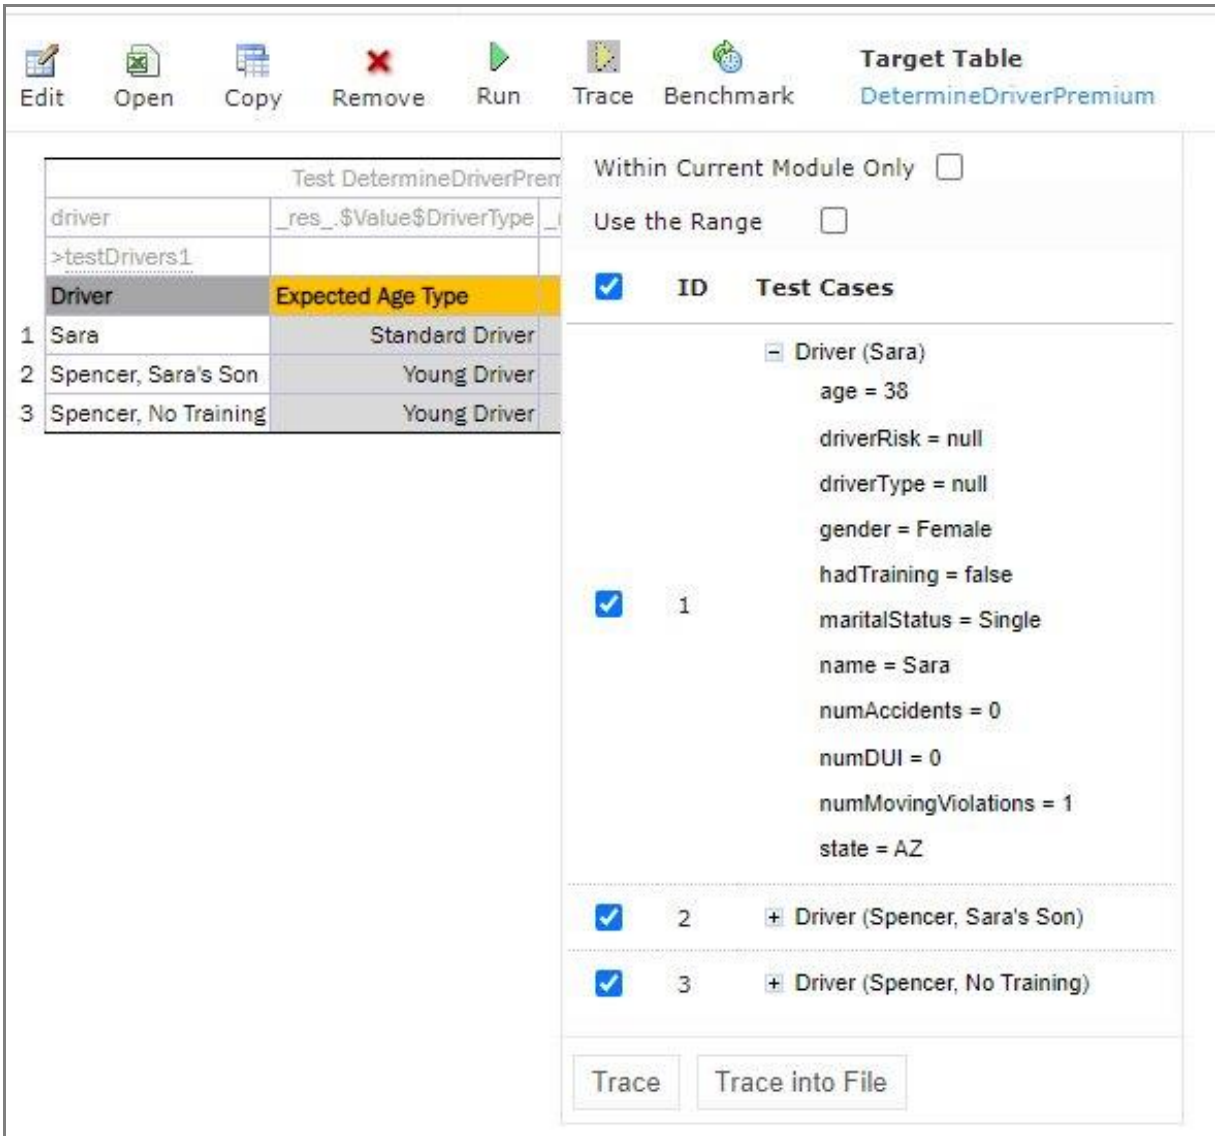 Edit Open Copy Remove Run Trace Benchmark
Target Table
DetermineDriverPremium
Test DetermineDriverPrem
driver _res_.$Value$DriverType
>testDrivers1
Driver Expected Age Type
1 Sara Standard Driver
2 Spencer, Sara's Son Young Driver
3 Spencer, No Training Young Driver
Within Current Module Only
Use the Range
ID Test Cases
Driver (Sara)
age = 38
driverRisk = null
driverType = null
gender = Female
hadTraining = false
1
maritalStatus = Single
name = Sara
numAccidents = 0
numDUI = 0
numMovingViolations = 1
state = AZ
2 Driver (Spencer, Sara's Son)
3 Driver (Spencer, No Training)
Trace Trace into File